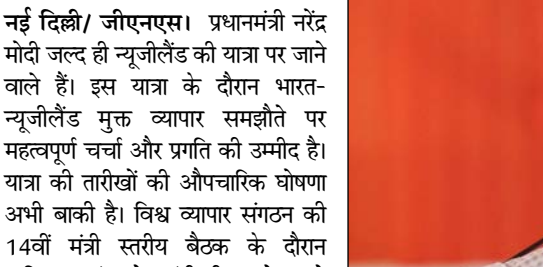 नई दिल्ली/ जीएनएस। प्रधानमंत्री नरेंद्र
मोदी जल्द ही न्यूजीलैंड की यात्रा पर जाने
वाले हैं। इस यात्रा के दौरान भारत-
न्यूजीलैंड मुक्त व्यापार समझौते पर
महत्वपूर्ण चर्चा और प्रगति की उम्मीद है।
यात्रा की तारीखों की औपचारिक घोषणा
अभी बाकी है। विश्व व्यापार संगठन की
14वीं मंत्री स्तरीय बैठक के दौरान